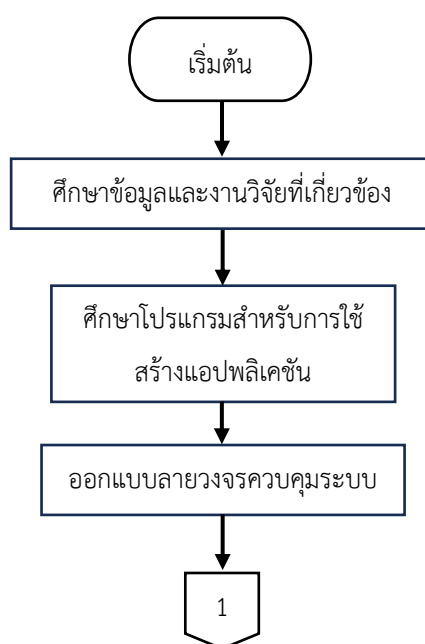 เริ่มต้น
ศึกษาข้อมูลและงานวิจัยที่เกี่ยวข้อง
ศึกษาโปรแกรมสำหรับการใช้
สร้างแอปพลิเคชัน
ออกแบบลายวงจรควบคุมระบบ
1